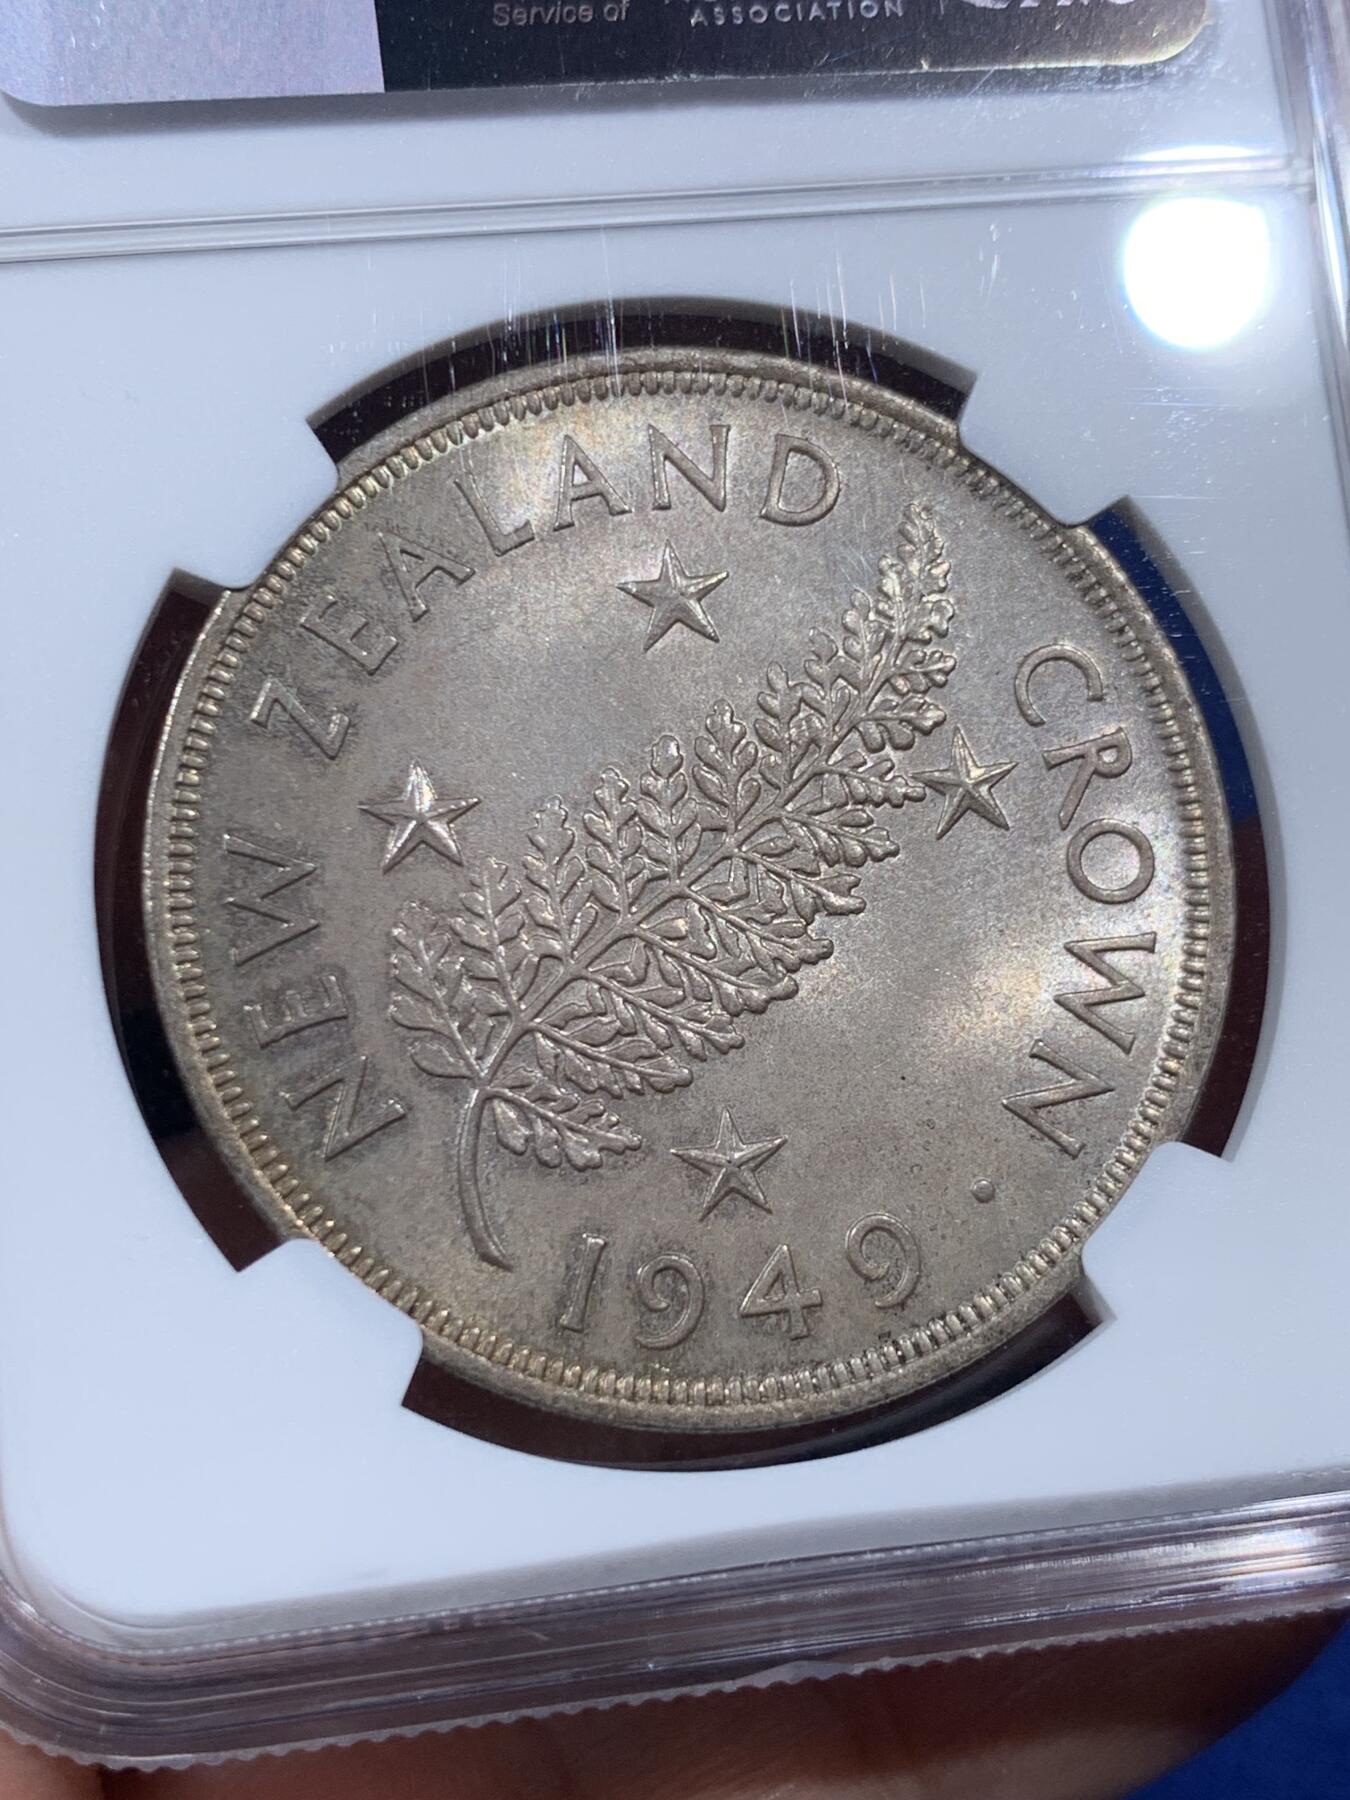 Service of
ASSOCIATION
NEW ZEALAND CROWN
1949